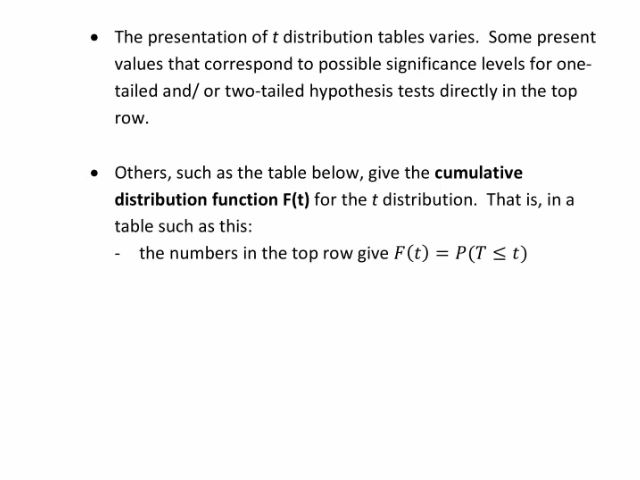 • The presentation of t distribution tables varies.  Some present
values that correspond to possible significance levels for one-
tailed and/ or two-tailed hypothesis tests directly in the top
row.
• Others, such as the table below, give the cumulative
distribution function F(t) for the t distribution.  That is, in a
table such as this:
- the numbers in the top row give F(t) = P(T ≤ t)